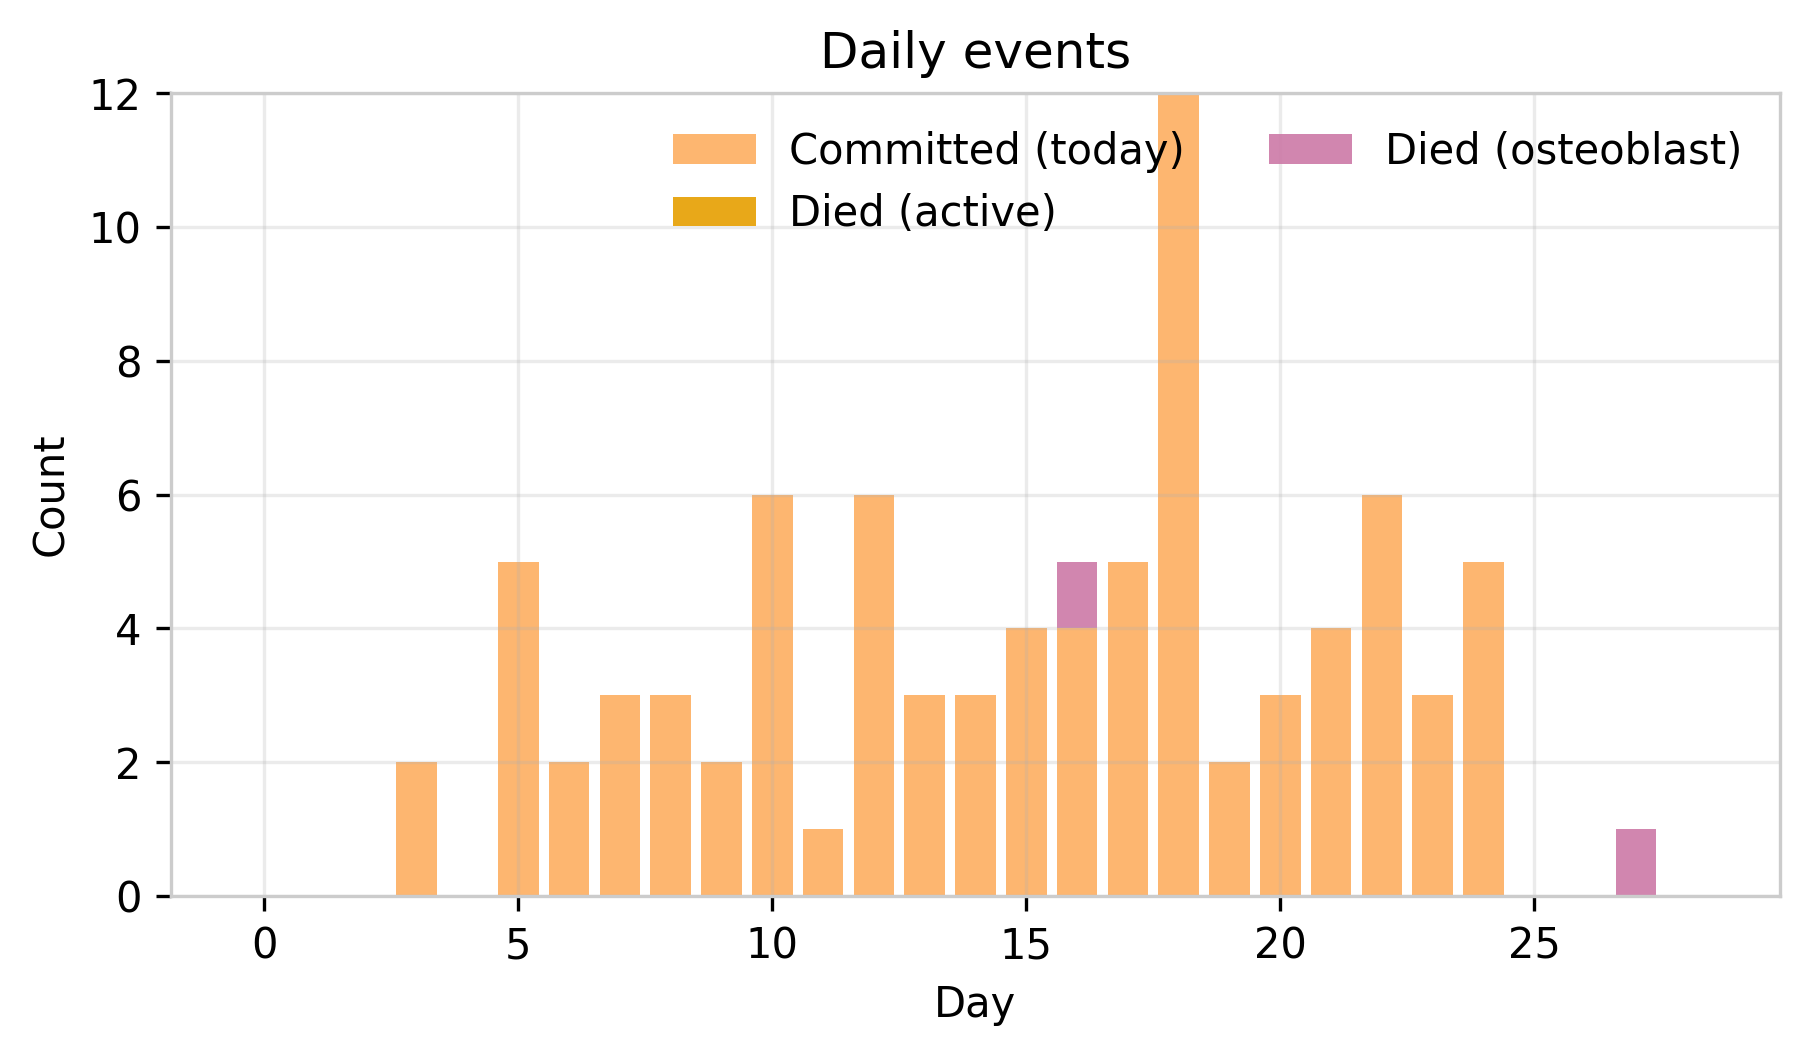 Daily events
12
10
8
6
4
2
0
Count
Committed (today)
Died (active)
Died (osteoblast)
0 5 10 15 20 25
Day